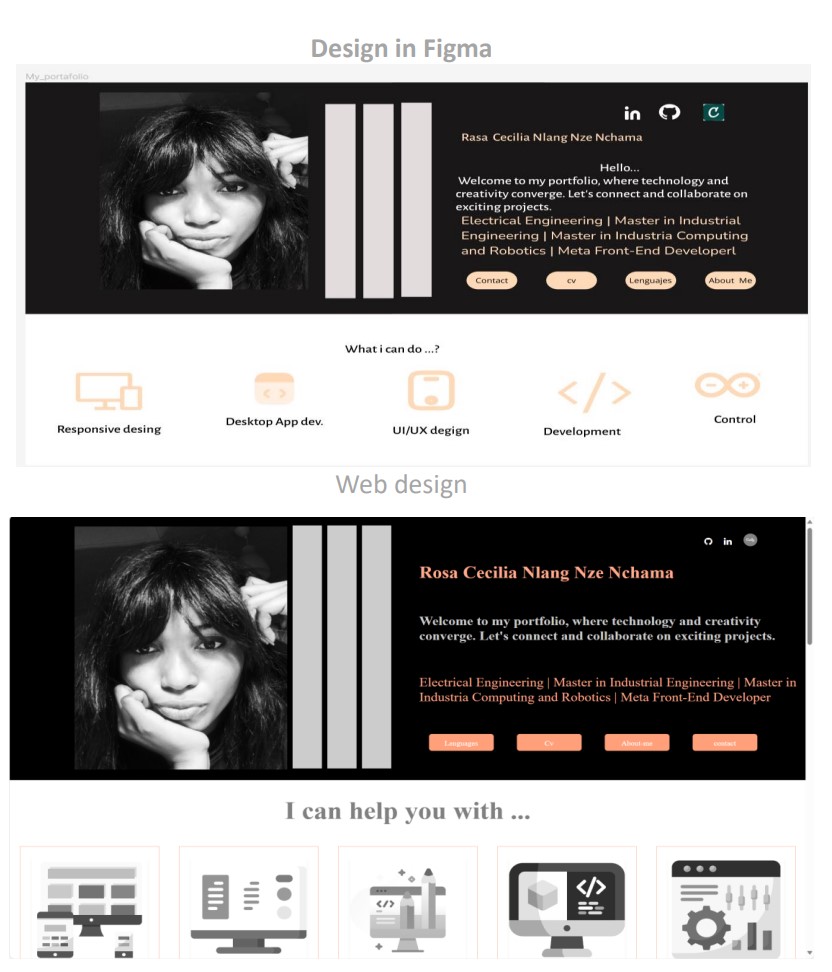 Design in Figma
My_portafolio
in
Rasa Cecilia Nlang Nze Nchama
Hello...
Welcome to my portfolio, where technology and
creativity converge. Let's connect and collaborate on
exciting projects.
Electrical Engineering | Master in Industrial
Engineering | Master in Industria Computing
and Robotics | Meta Front-End Developerl
Contact cv Lenguajes About Me
What i can do ...?
Responsive desing Desktop App dev. UI/UX degign Development Control
Web design
in
Rosa Cecilia Nlang Nze Nchama
Welcome to my portfolio, where technology and creativity
converge. Let's connect and collaborate on exciting projects.
Electrical Engineering | Master in Industrial Engineering | Master in
Industria Computing and Robotics | Meta Front-End Developer
Languages Cv About me contact
I can help you with ...